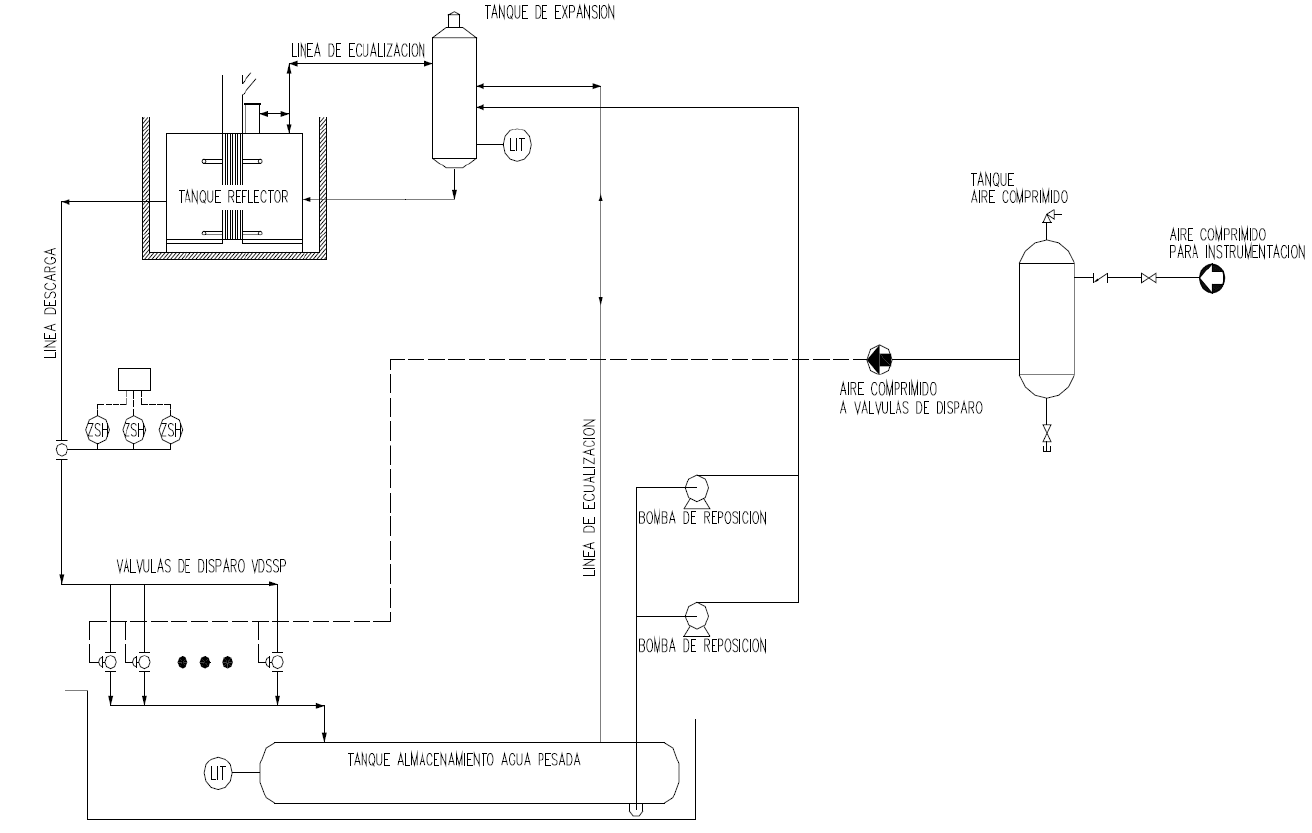 TANQUE DE EXPANSION
LINEA DE ECUALIZACION
LIT
TANQUE REFLECTOR
TANQUE
AIRE COMPRIMIDO
AIRE COMPRIMIDO
PARA INSTRUMENTACION
LINEA DESCARGA
AIRE COMPRIMIDO
A VALVULAS DE DISPARO
ZSH
ZSH
ZSH
LINEA DE ECUALIZACION
BOMBA DE REPOSICION
VALVULAS DE DISPARO VDSSP
BOMBA DE REPOSICION
TANQUE ALMACENAMIENTO AGUA PESADA
LIT